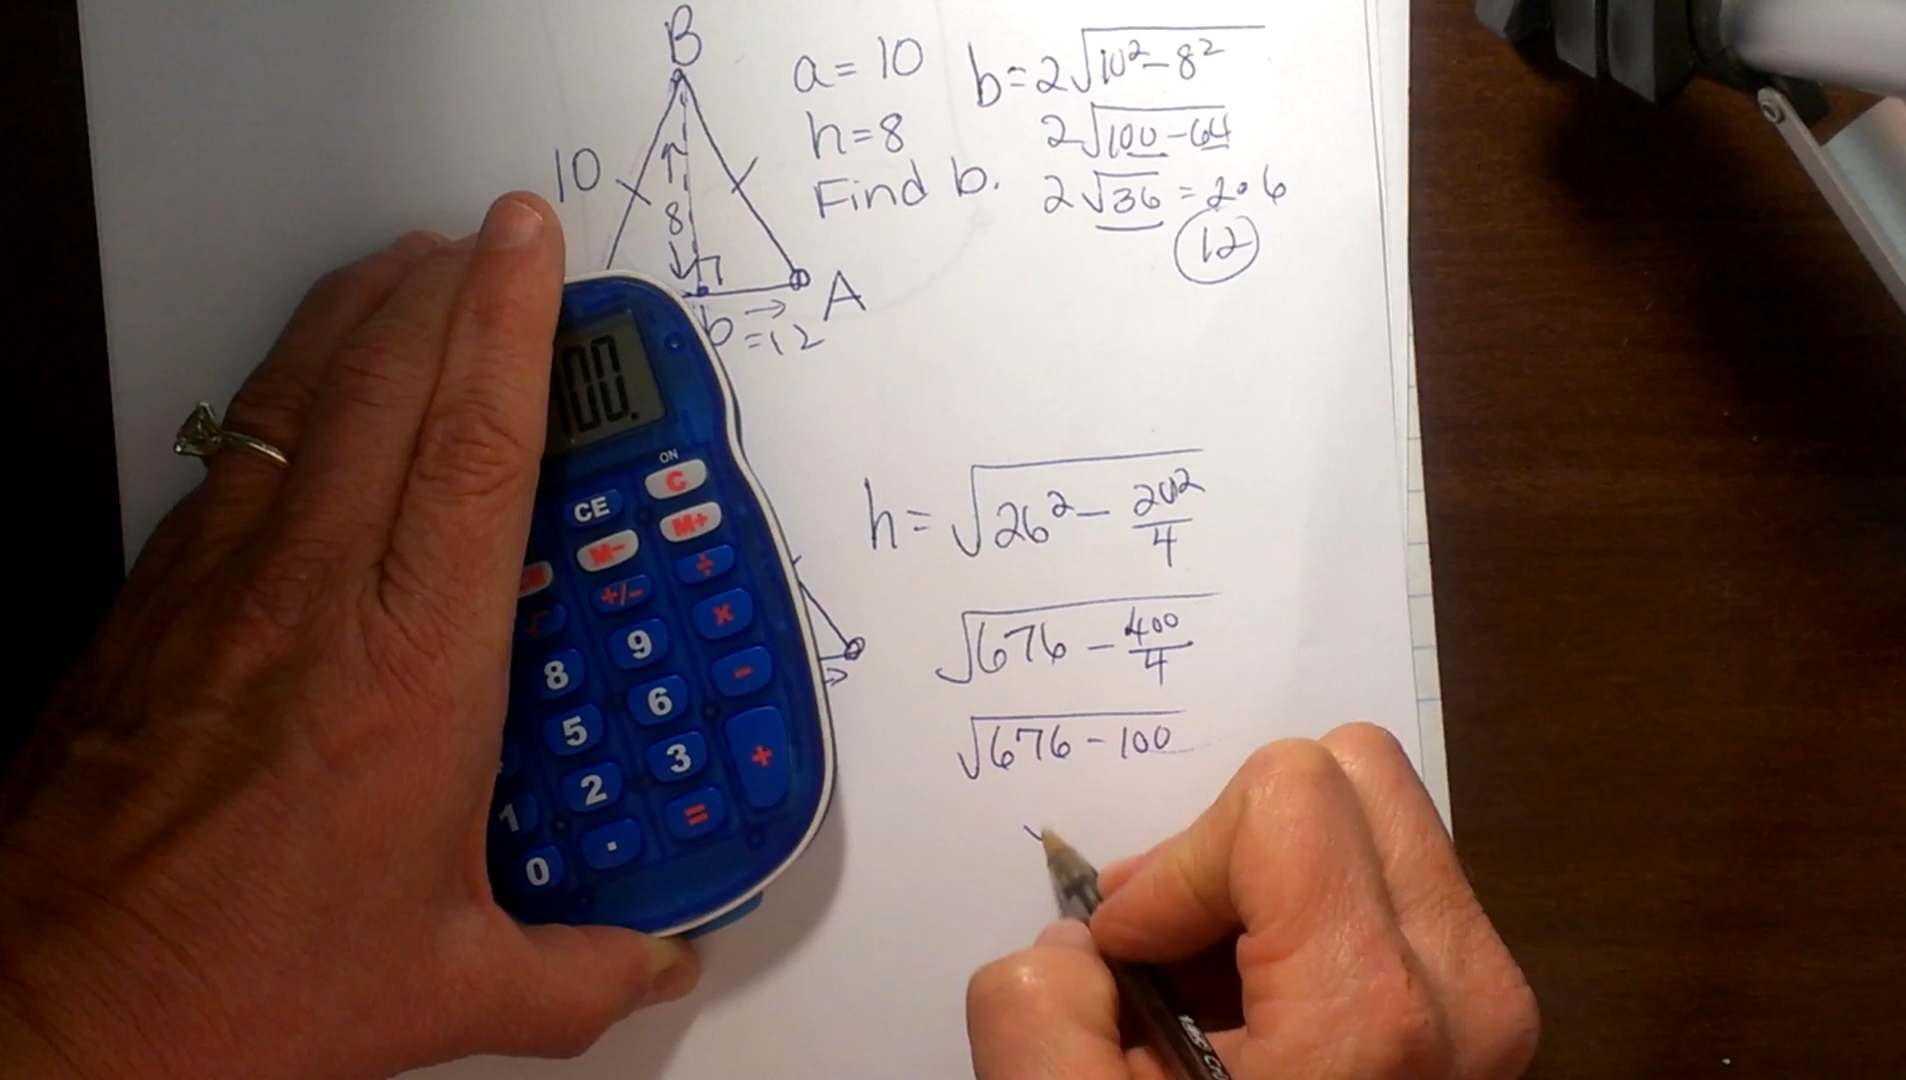 B
a = 10
h = 8
Find b.
10
8
A
b = 12
b = 2√10² - 8²
2√100 - 64
2√36 = 2 · 6
12
00.
ON
C
CE
M+
M-
÷
+/-
√
×
9
8
-
6
5
+
3
2
1
=
.
0
h = √26² - 20²/4
√676 - 400/4
√676 - 100